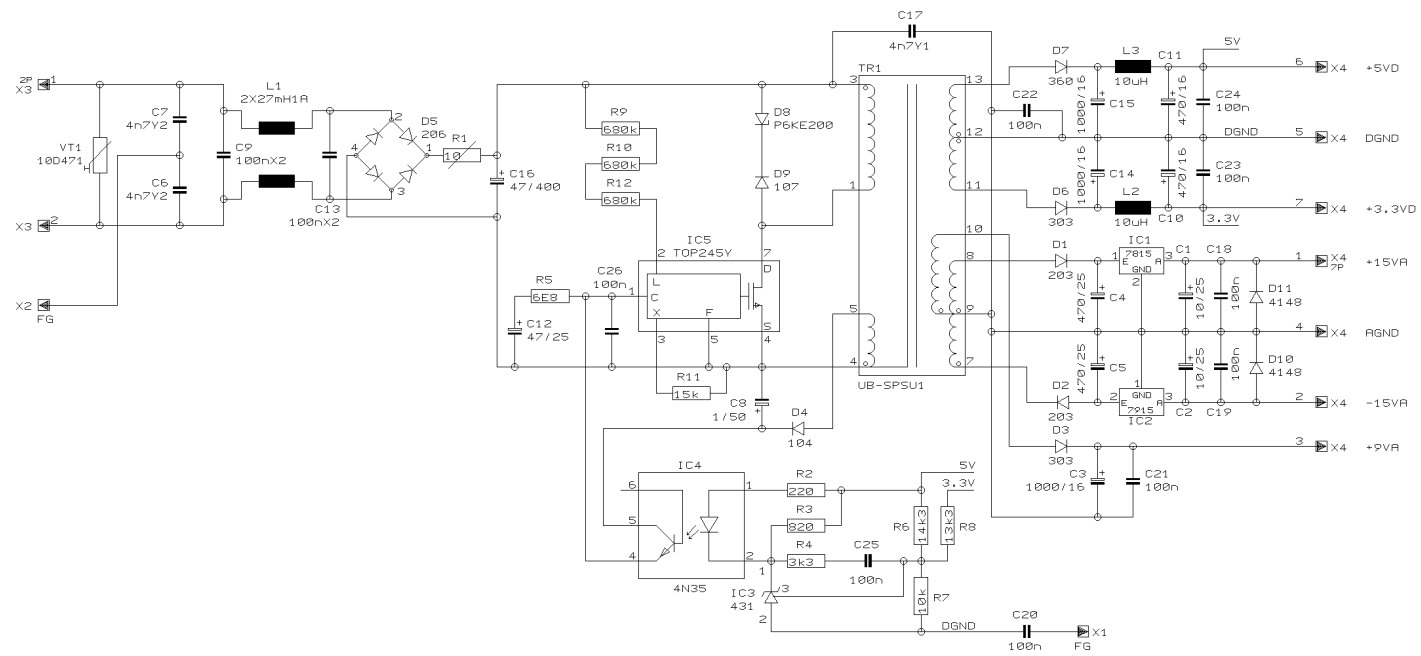 2P
X3
1
X3
2
X2
FG
VT1
10D471
C7
4n7Y2
C6
4n7Y2
C9
100nX2
L1
2X27mH1A
C13
100nX2
D5
206
2
4
1
3
R1
10
C16
+
47/400
R9
680k
R10
680k
R12
680k
D8
P6KE200
D9
107
IC5
TOP245Y
2
7
D
L
C
X
F
S
1
3
5
4
R5
6E8
C26
100n
C12
+
47/25
R11
15k
C8
1/50
+
D4
104
C17
4n7Y1
TR1
3
1
5
4
13
12
11
10
8
9
7
UB-SPSU1
C22
100n
D7
360
L3
10uH
C11
470/16
+
1000/16
+
C15
5V
C24
100n
6
X4
+5VD
DGND
5
X4
DGND
1000/16
C14
+
470/16
+
C10
C23
100n
D6
303
L2
10uH
3.3V
7
X4
+3.3VD
D1
203
IC1
7815
1
E
A
3
GND
2
C1
C18
+
10/25
100n
D11
4148
470/25
+
C4
1
X4
7P
+15VA
4
X4
AGND
470/25
+
C5
+
10/25
100n
D10
4148
D2
203
1
GND
2
E
A
3
7915
IC2
C2
C19
2
X4
-15VA
D3
303
3
X4
+9VA
C3
+
1000/16
C21
100n
IC4
6
5
4
1
2
4N35
R2
220
R3
820
R4
3k3
C25
100n
5V
3.3V
R6
14k3
13k3
R8
R7
10k
IC3
431
1
3
2
DGND
C20
100n
X1
FG